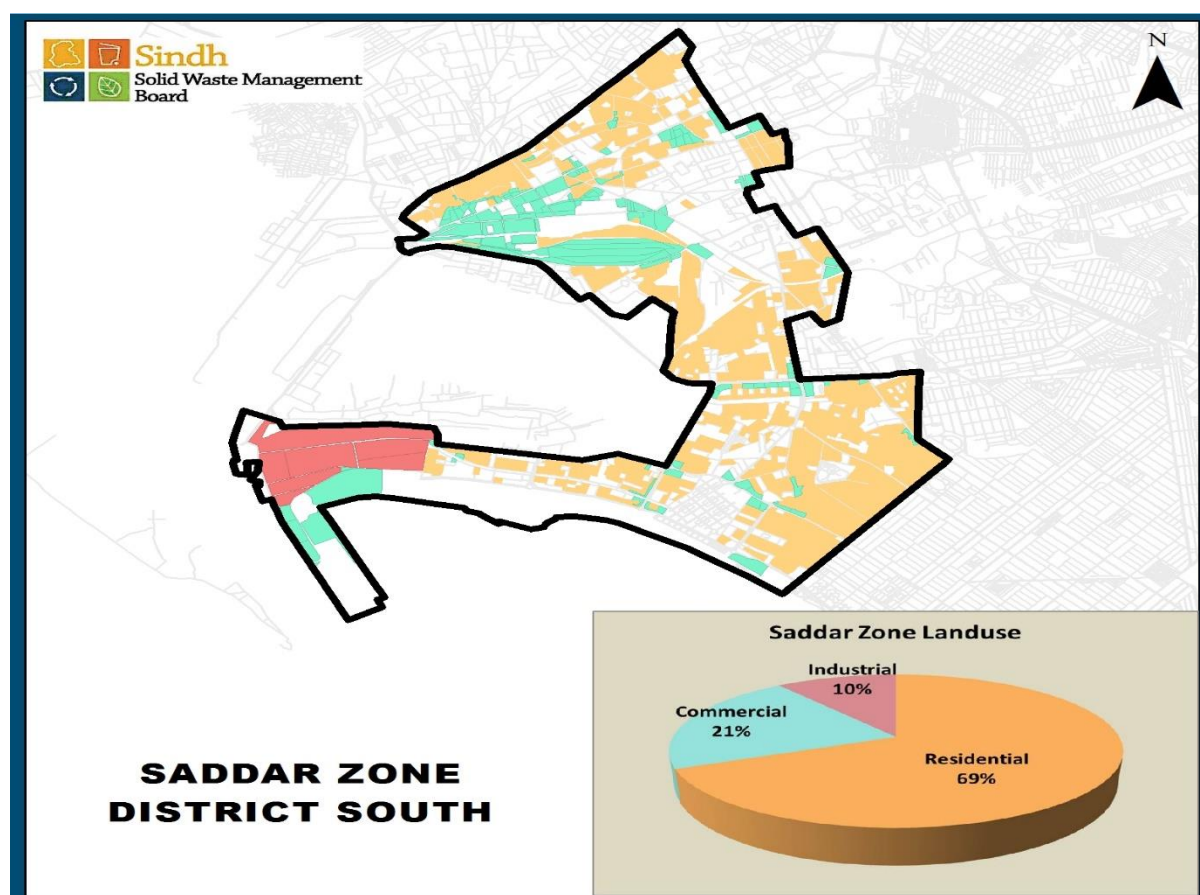 Sindh
Solid Waste Management
Board
N
SADDAR ZONE
DISTRICT SOUTH
Saddar Zone Landuse
Industrial
10%
Commercial
21%
Residential
69%